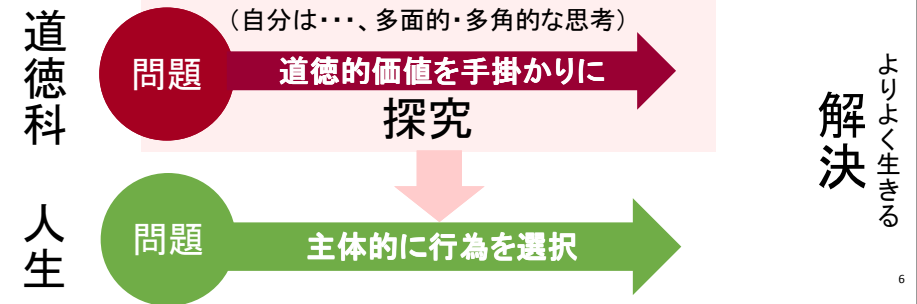 道徳科
（自分は・・・、多面的・多角的な思考）
問題
道徳的価値を手掛かりに
探究
人生
問題
主体的に行為を選択
よりよく生きる
解決
6